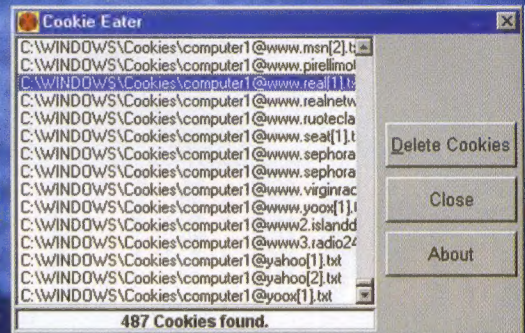 Cookie Eater
C:\WINDOWS\Cookies\computer1@www.msn[2].t
C:\WINDOWS\Cookies\computer1@www.pirellimot
C:\WINDOWS\Cookies\computer1@www.real[1].t
C:\WINDOWS\Cookies\computer1@www.realnetw
C:\WINDOWS\Cookies\computer1@www.ruotecla
C:\WINDOWS\Cookies\computer1@www.seat[1].t
C:\WINDOWS\Cookies\computer1@www.sephora
C:\WINDOWS\Cookies\computer1@www.sephora
C:\WINDOWS\Cookies\computer1@www.virginrac
C:\WINDOWS\Cookies\computer1@www.yoox[1].
C:\WINDOWS\Cookies\computer1@www2.islandd
C:\WINDOWS\Cookies\computer1@www3.radio24
C:\WINDOWS\Cookies\computer1@yahoo[1].txt
C:\WINDOWS\Cookies\computer1@yahoo[2].txt
C:\WINDOWS\Cookies\computer1@yoox[1].txt
487 Cookies found.
Delete Cookies
Close
About